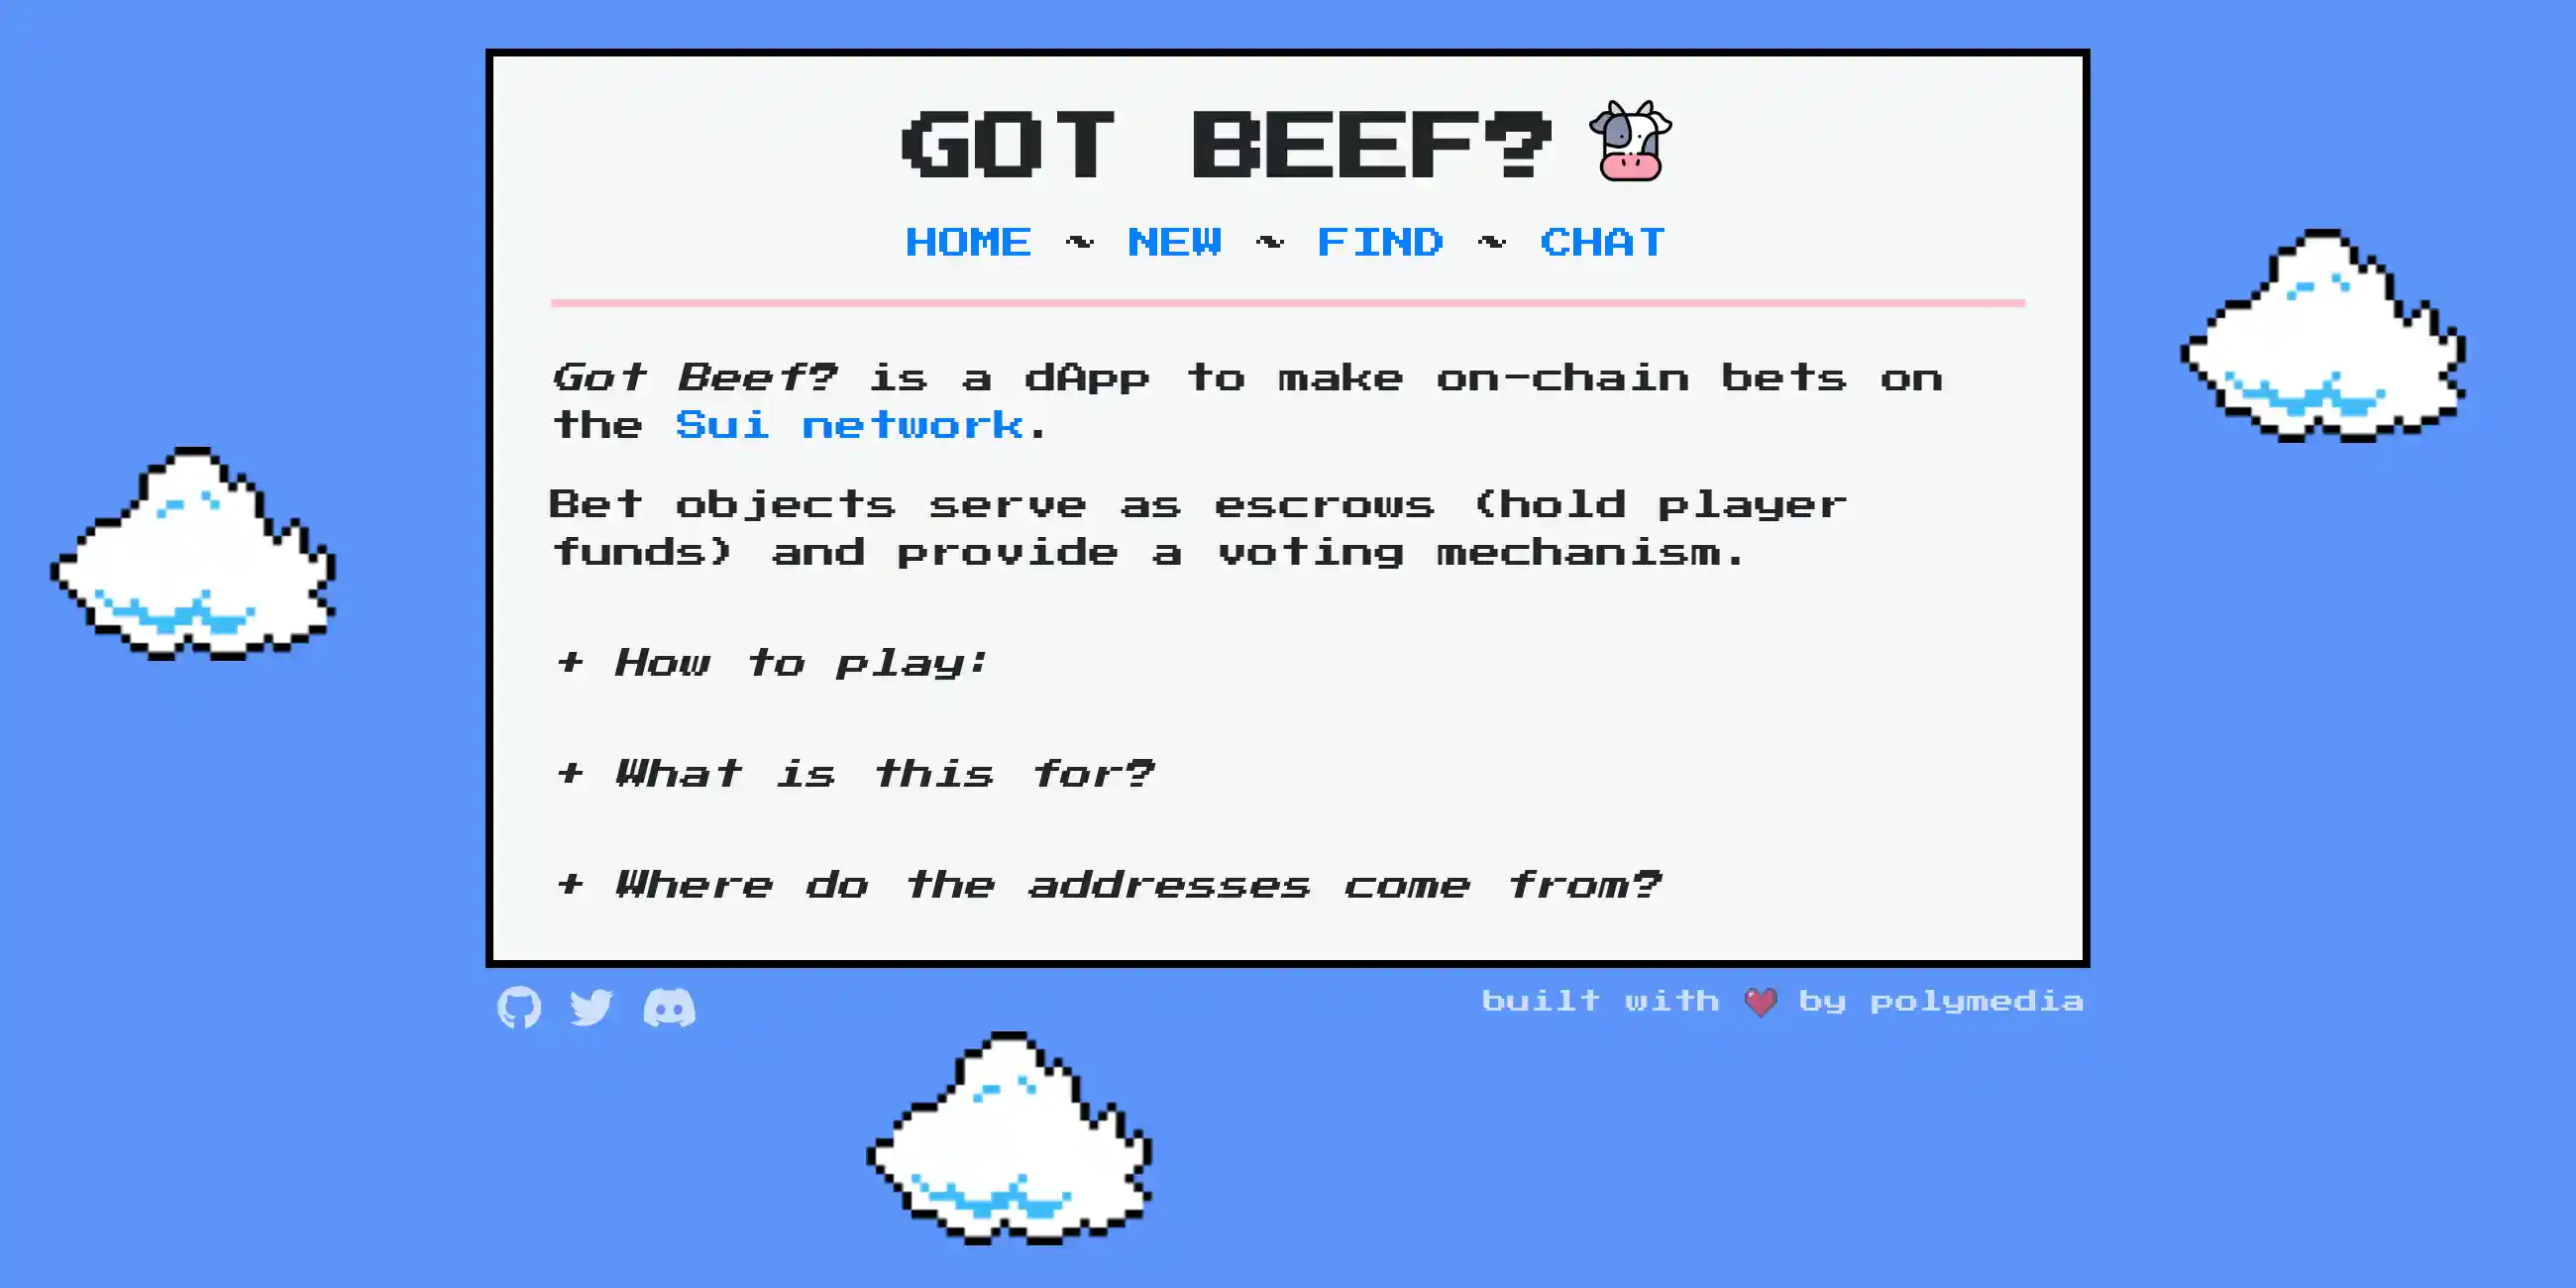 GOT BEEF?
HOME ~ NEW ~ FIND ~ CHAT
Got Beef? is a dApp to make on-chain bets on
the Sui network.
Bet objects serve as escrows (hold player
funds) and provide a voting mechanism.
+ How to play:
+ What is this for?
+ Where do the addresses come from?
built with ❤️ by polymedia